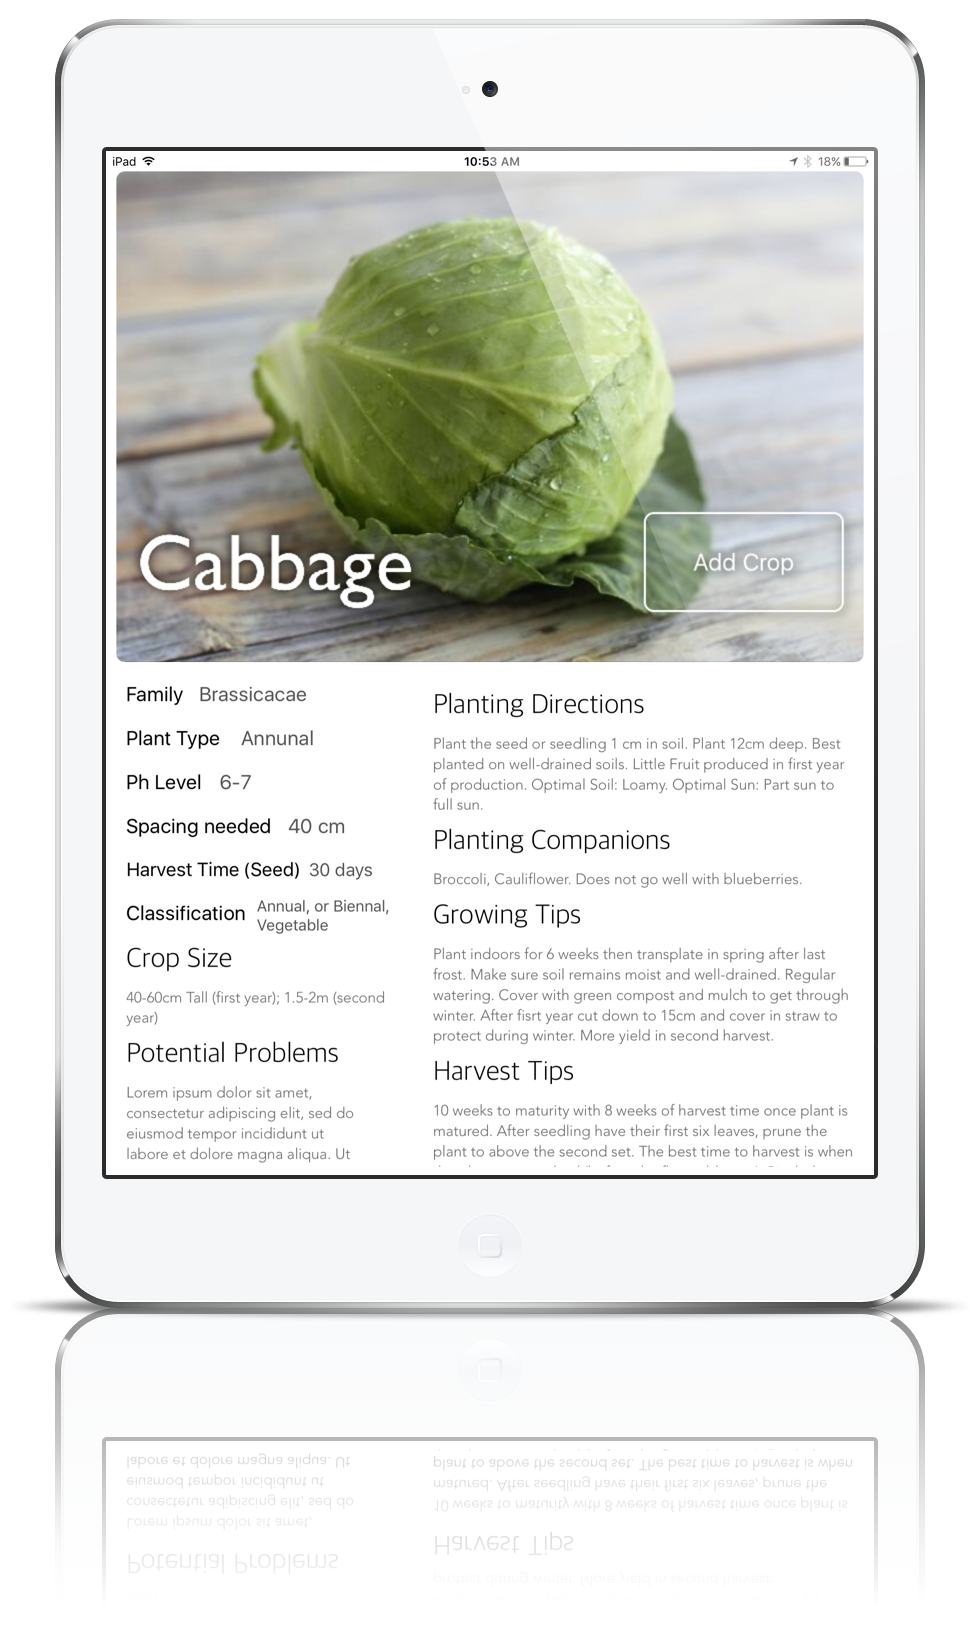 iPad
10:53 AM
18%
Cabbage
Add Crop
Family Brassicacae
Plant Type Annunal
Ph Level 6-7
Spacing needed 40 cm
Harvest Time (Seed) 30 days
Classification Annual, or Biennal,
Vegetable
Crop Size
40-60cm Tall (first year); 1.5-2m (second
year)
Potential Problems
Lorem ipsum dolor sit amet,
consectetur adipiscing elit, sed do
eiusmod tempor incididunt ut
labore et dolore magna aliqua. Ut
Planting Directions
Plant the seed or seedling 1 cm in soil. Plant 12cm deep. Best
planted on well-drained soils. Little Fruit produced in first year
of production. Optimal Soil: Loamy. Optimal Sun: Part sun to
full sun.
Planting Companions
Broccoli, Cauliflower. Does not go well with blueberries.
Growing Tips
Plant indoors for 6 weeks then transplate in spring after last
frost. Make sure soil remains moist and well-drained. Regular
watering. Cover with green compost and mulch to get through
winter. After fisrt year cut down to 15cm and cover in straw to
protect during winter. More yield in second harvest.
Harvest Tips
10 weeks to maturity with 8 weeks of harvest time once plant is
matured. After seedling have their first six leaves, prune the
plant to above the second set. The best time to harvest is when